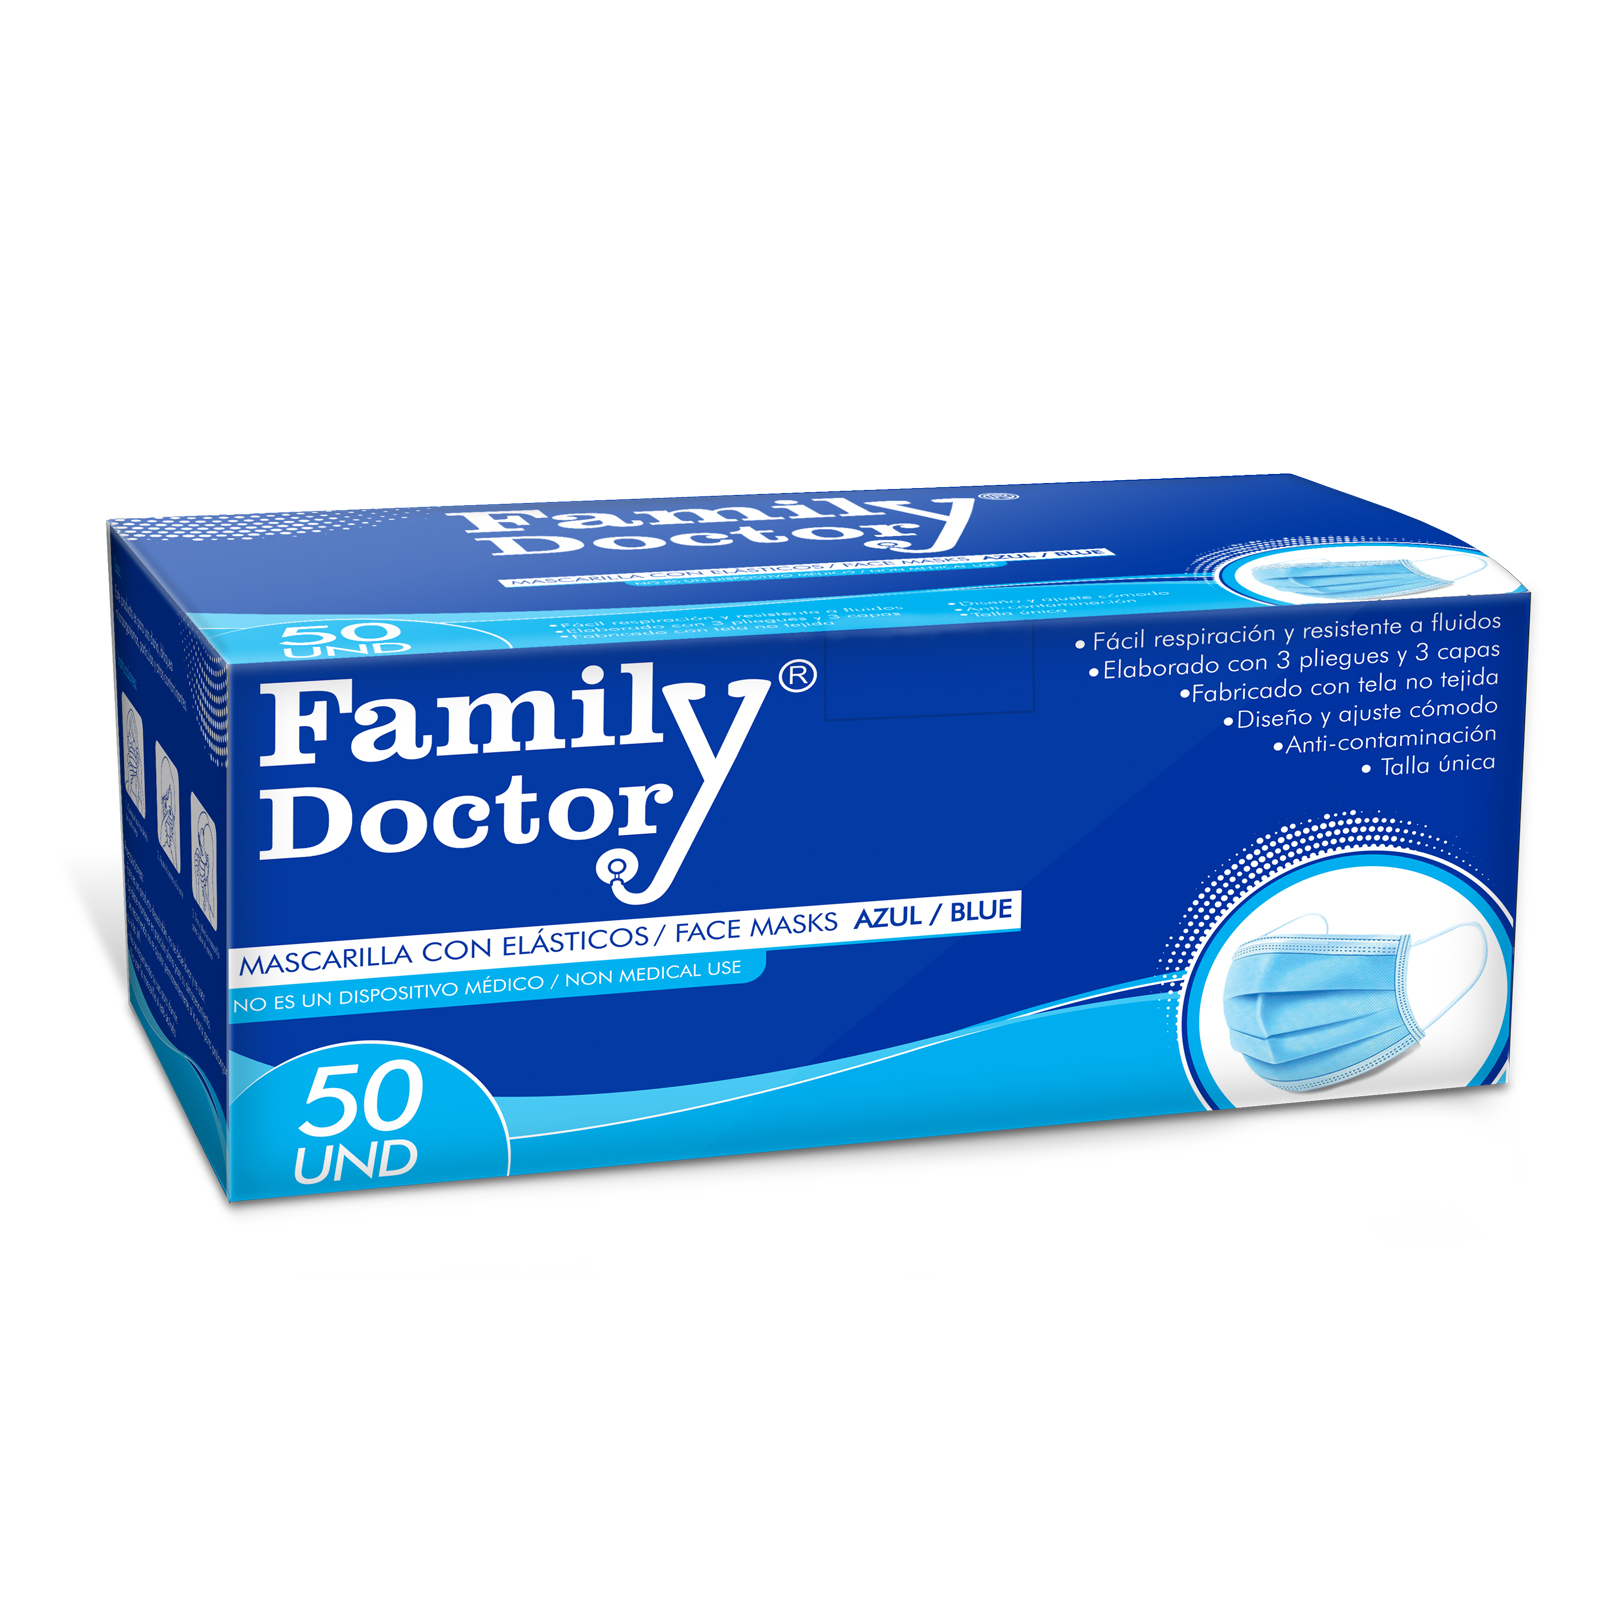 Family®
Doctor
MASCARILLA CON ELÁSTICOS / FACE MASKS AZUL / BLUE
NO ES UN DISPOSITIVO MÉDICO / NON MEDICAL USE
50
UND
•Fácil respiración y resistente a fluidos
•Elaborado con 3 pliegues y 3 capas
•Fabricado con tela no tejida
•Diseño y ajuste cómodo
•Anti-contaminación
•Talla única
Family®
Doctor
MASCARILLA CON ELÁSTICOS / FACE MASKS AZUL / BLUE
NO ES UN DISPOSITIVO MÉDICO / NON MEDICAL USE
50
UND
• Fácil respiración y resistente a fluidos
•Elaborado con 3 pliegues y 3 capas
•Fabricado con tela no tejida
•Diseño y ajuste cómodo
•Anti-contaminación
• Talla única